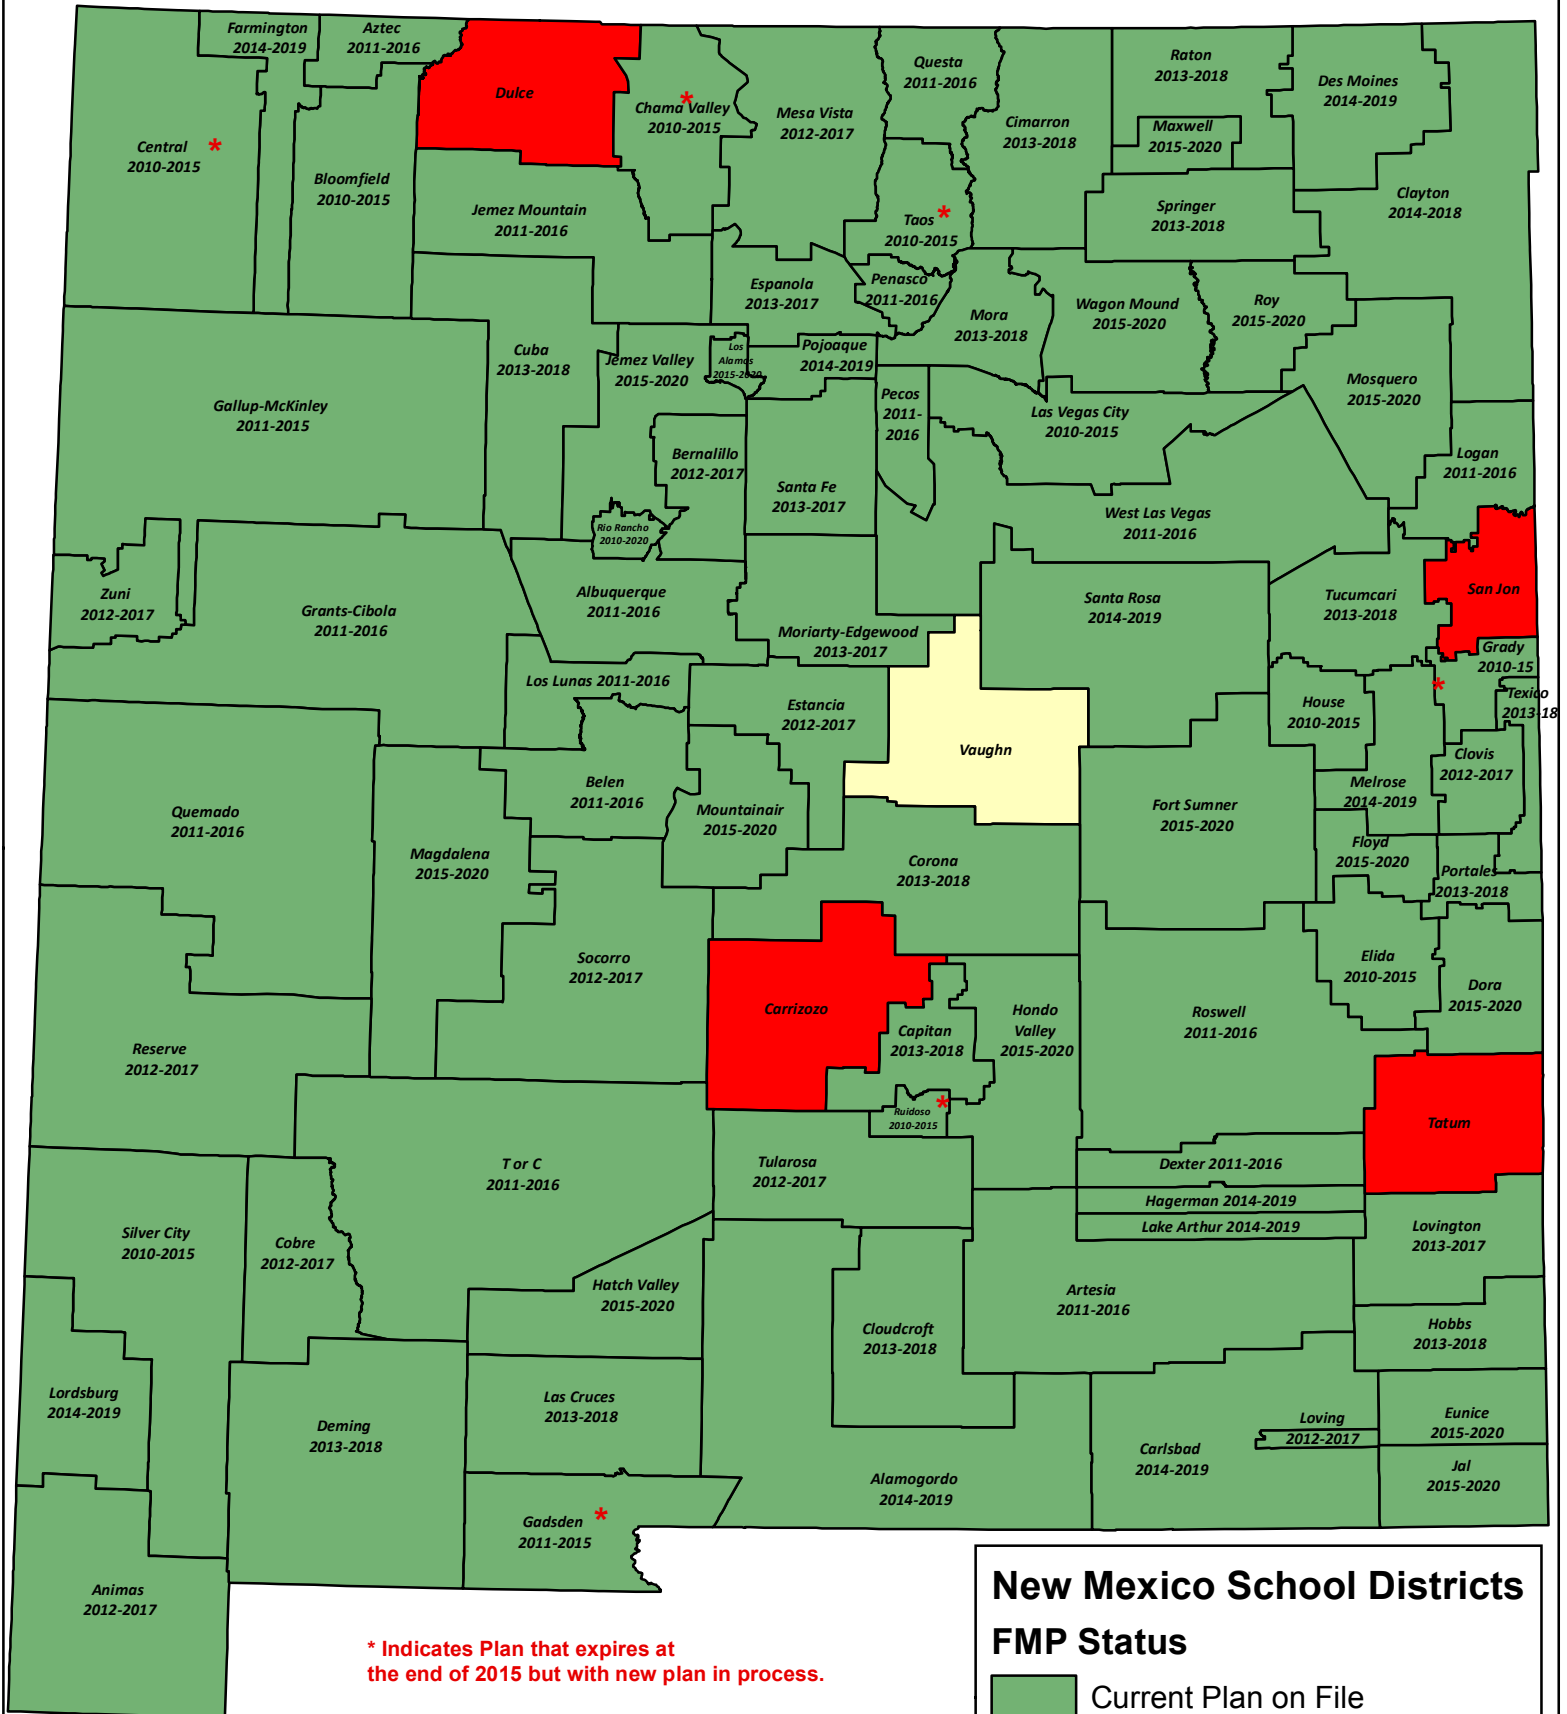 Farmington
2014-2019
Aztec
2011-2016
Dulce
Chama Valley
2010-2015
*
Mesa Vista
2012-2017
Questa
2011-2016
Cimarron
2013-2018
Raton
2013-2018
Maxwell
2015-2020
Des Moines
2014-2019
Central
2010-2015
*
Bloomfield
2010-2015
Jemez Mountain
2011-2016
Taos
2010-2015
*
Springer
2013-2018
Clayton
2014-2018
Espanola
2013-2017
Penasco
2011-2016
Mora
2013-2018
Wagon Mound
2015-2020
Roy
2015-2020
Cuba
2013-2018
Jemez Valley
2015-2020
Los
Alamos
2015-2020
Pojoaque
2014-2019
Pecos
2011-
2016
Las Vegas City
2010-2015
Mosquero
2015-2020
Gallup-McKinley
2011-2015
Bernalillo
2012-2017
Santa Fe
2013-2017
Logan
2011-2016
Rio Rancho
2010-2020
West Las Vegas
2011-2016
Zuni
2012-2017
Grants-Cibola
2011-2016
Albuquerque
2011-2016
Santa Rosa
2014-2019
Tucumcari
2013-2018
San Jon
Moriarty-Edgewood
2013-2017
Grady
2010-15
*
Los Lunas 2011-2016
Estancia
2012-2017
House
2010-2015
Texico
2013-18
Vaughn
Clovis
2012-2017
Belen
2011-2016
Quemado
2011-2016
Mountainair
2015-2020
Fort Sumner
2015-2020
Melrose
2014-2019
Magdalena
2015-2020
Corona
2013-2018
Floyd
2015-2020
Portales
2013-2018
Socorro
2012-2017
Elida
2010-2015
Dora
2015-2020
Carrizozo
Capitan
2013-2018
Hondo
Valley
2015-2020
Roswell
2011-2016
Reserve
2012-2017
Ruidoso
2010-2015
*
Tatum
T or C
2011-2016
Tularosa
2012-2017
Dexter 2011-2016
Hagerman 2014-2019
Lake Arthur 2014-2019
Silver City
2010-2015
Cobre
2012-2017
Lovington
2013-2017
Hatch Valley
2015-2020
Artesia
2011-2016
Cloudcroft
2013-2018
Hobbs
2013-2018
Lordsburg
2014-2019
Las Cruces
2013-2018
Deming
2013-2018
Loving
2012-2017
Eunice
2015-2020
Carlsbad
2014-2019
Jal
2015-2020
Alamogordo
2014-2019
Gadsden
2011-2015
*
Animas
2012-2017
* Indicates Plan that expires at
the end of 2015 but with new plan in process.
New Mexico School Districts
FMP Status
Current Plan on File